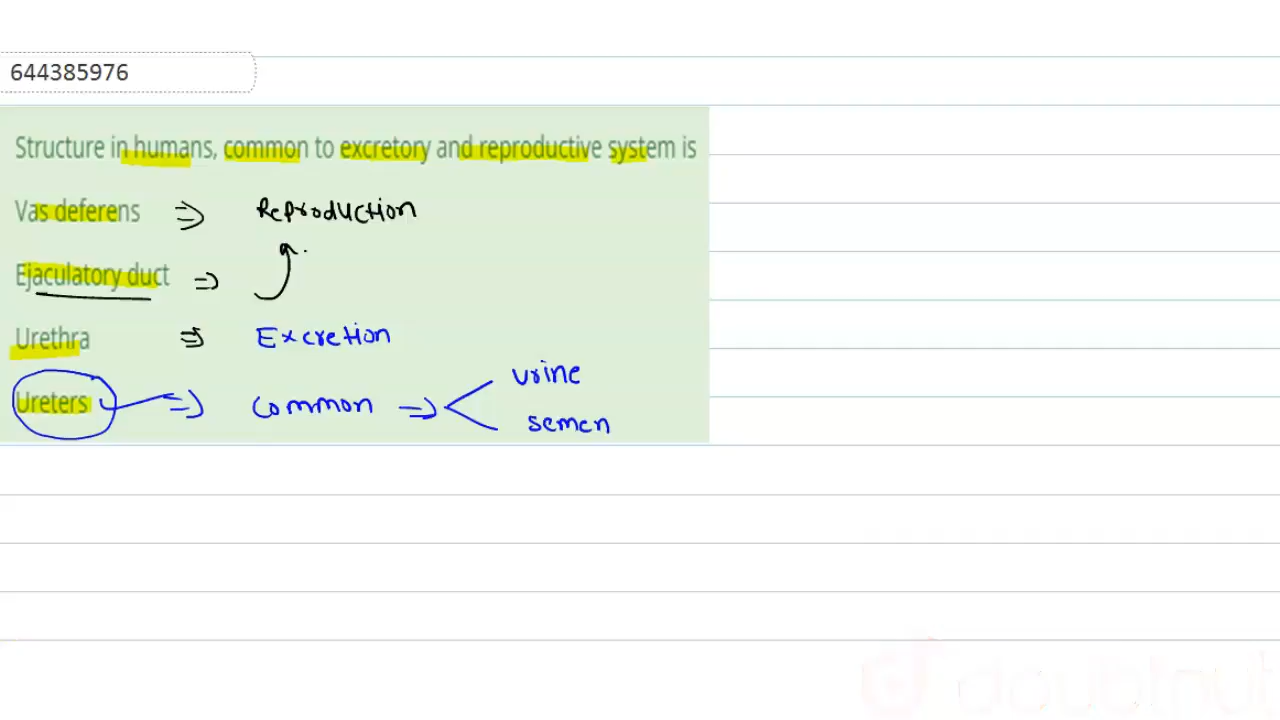 644385976
Structure in humans, common to excretory and reproductive system is
Vas deferens ⇒ Reproduction
Ejaculatory duct ⇒
Urethra ⇒ Excretion
Ureters ⇒ Common ⇒ Urine
semen
doubtnut